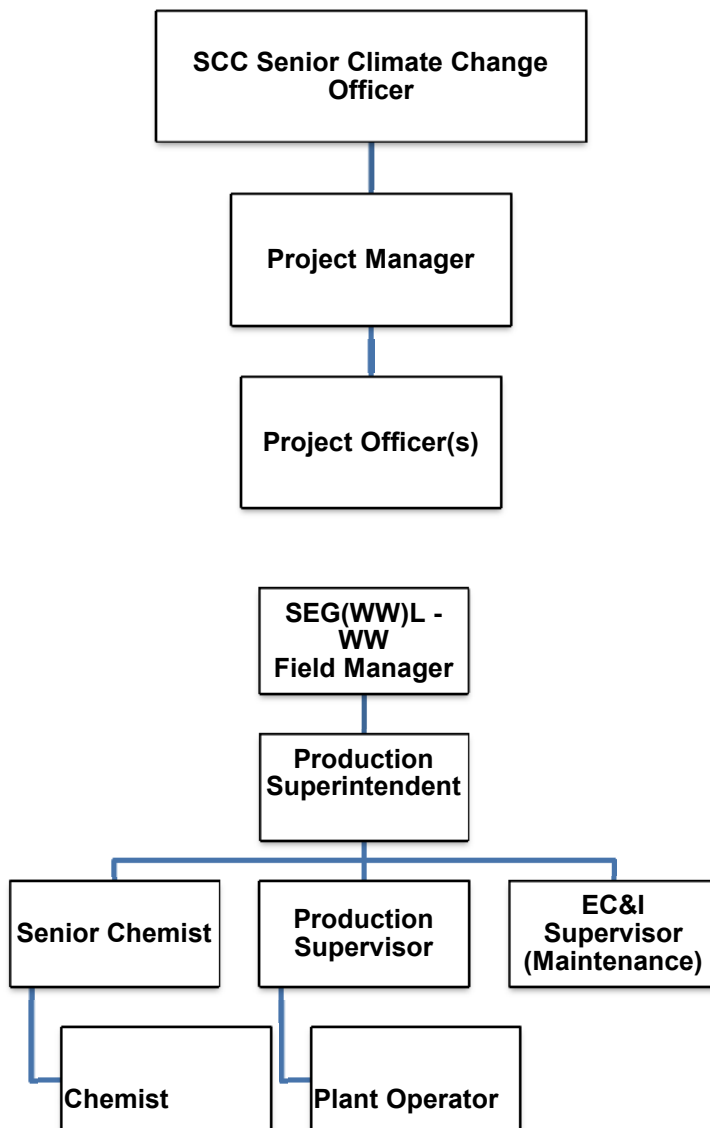 SCC Senior Climate Change
Officer
Project Manager
Project Officer(s)
SEG(WW)L -
WW
Field Manager
Production
Superintendent
Senior Chemist
Production
Supervisor
EC&I
Supervisor
(Maintenance)
Chemist
Plant Operator